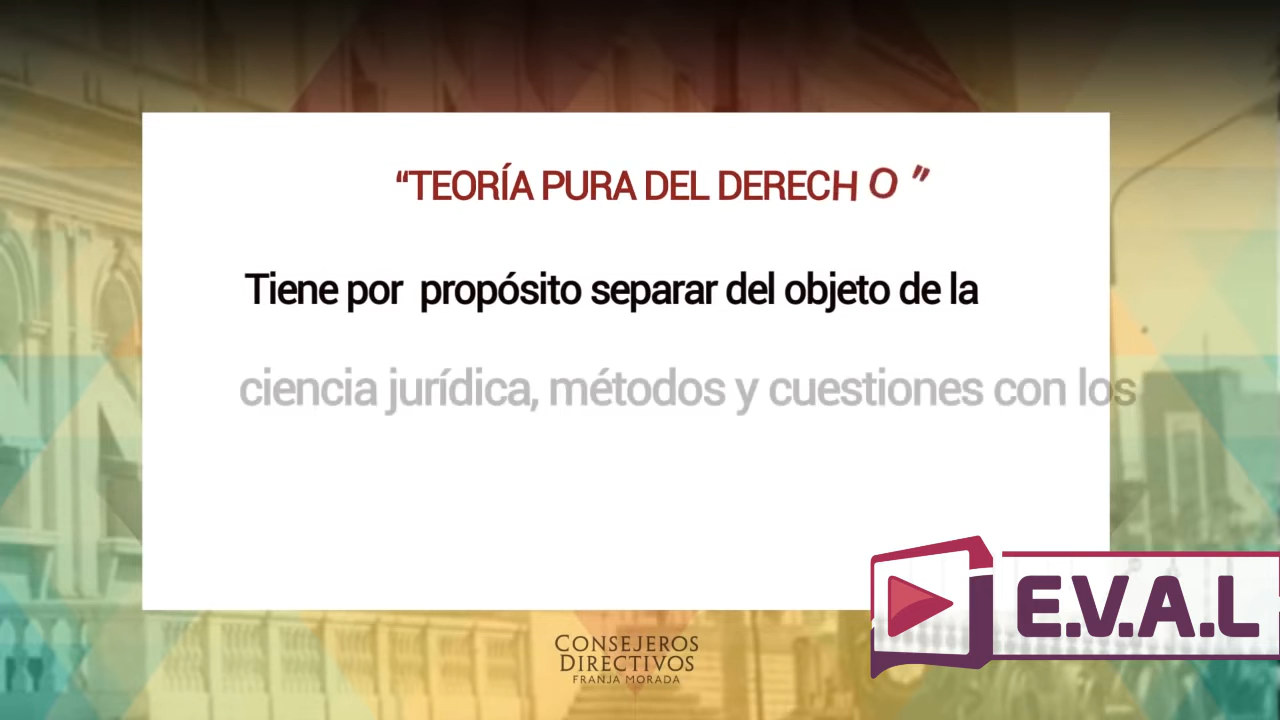 “TEORÍA PURA DEL DERECHO”
Tiene por propósito separar del objeto de la
ciencia jurídica, métodos y cuestiones con los
E.V.A.L
CONSEJEROS
DIRECTIVOS
FRANJA MORADA